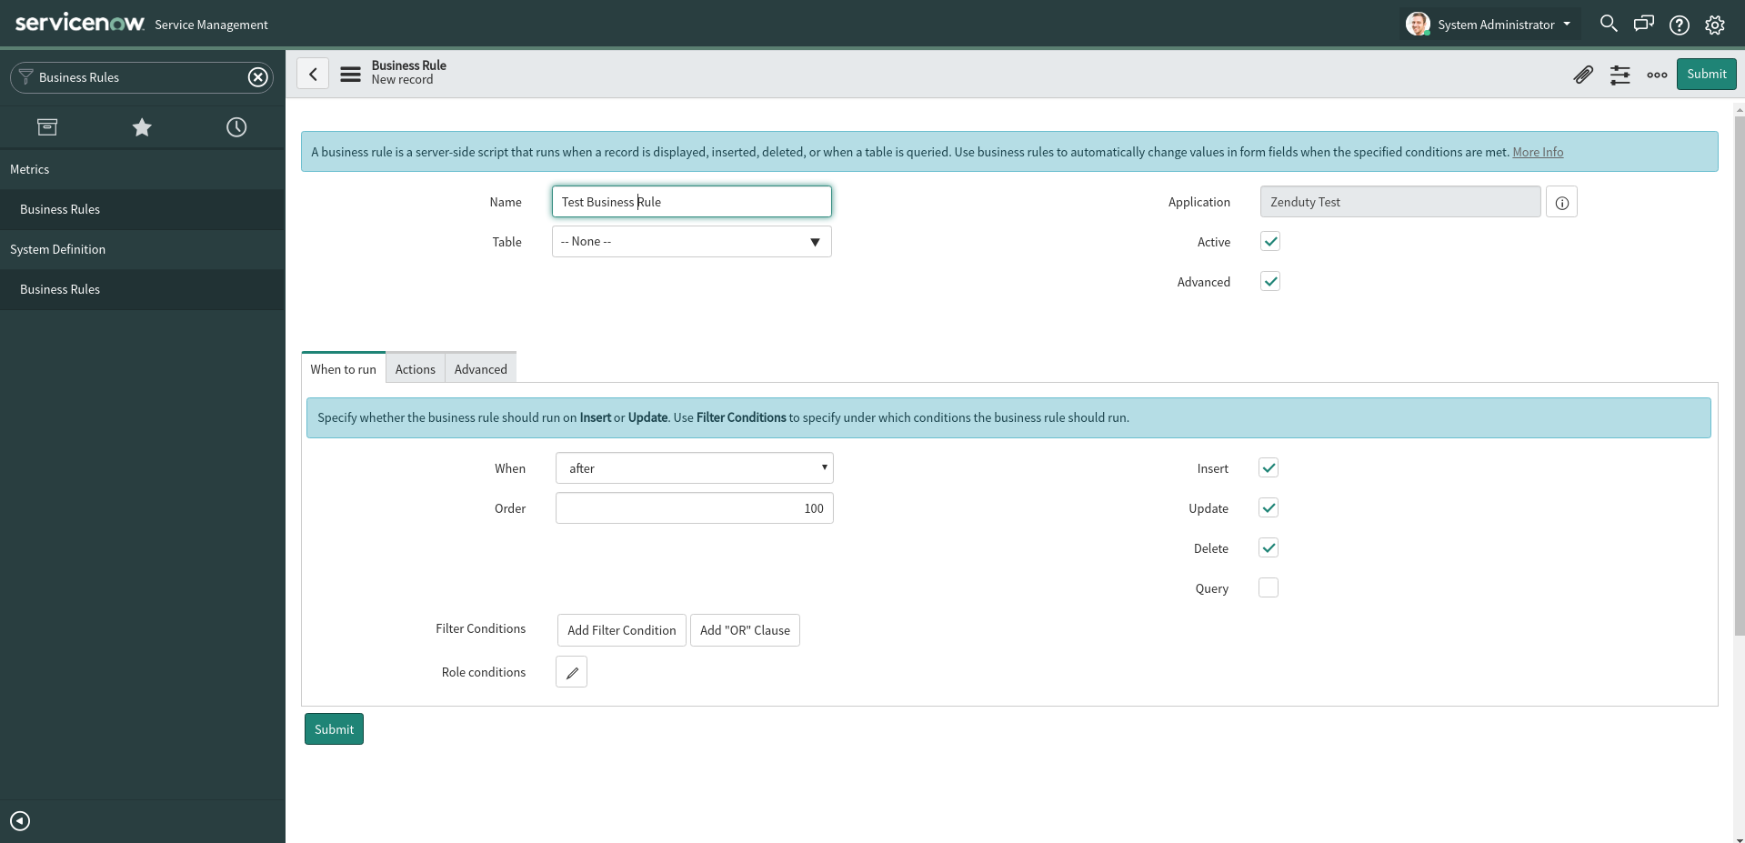 servicenow Service Management
System Administrator
Business Rules
Metrics
Business Rules
System Definition
Business Rules
Business Rule
New record
Submit
A business rule is a server-side script that runs when a record is displayed, inserted, deleted, or when a table is queried. Use business rules to automatically change values in form fields when the specified conditions are met. More Info
Name Test Business Rule
Application Zenduty Test
Table -- None --
Active
Advanced
When to run Actions Advanced
Specify whether the business rule should run on Insert or Update. Use Filter Conditions to specify under which conditions the business rule should run.
When after
Insert
Order 100
Update
Delete
Query
Filter Conditions Add Filter Condition Add "OR" Clause
Role conditions
Submit